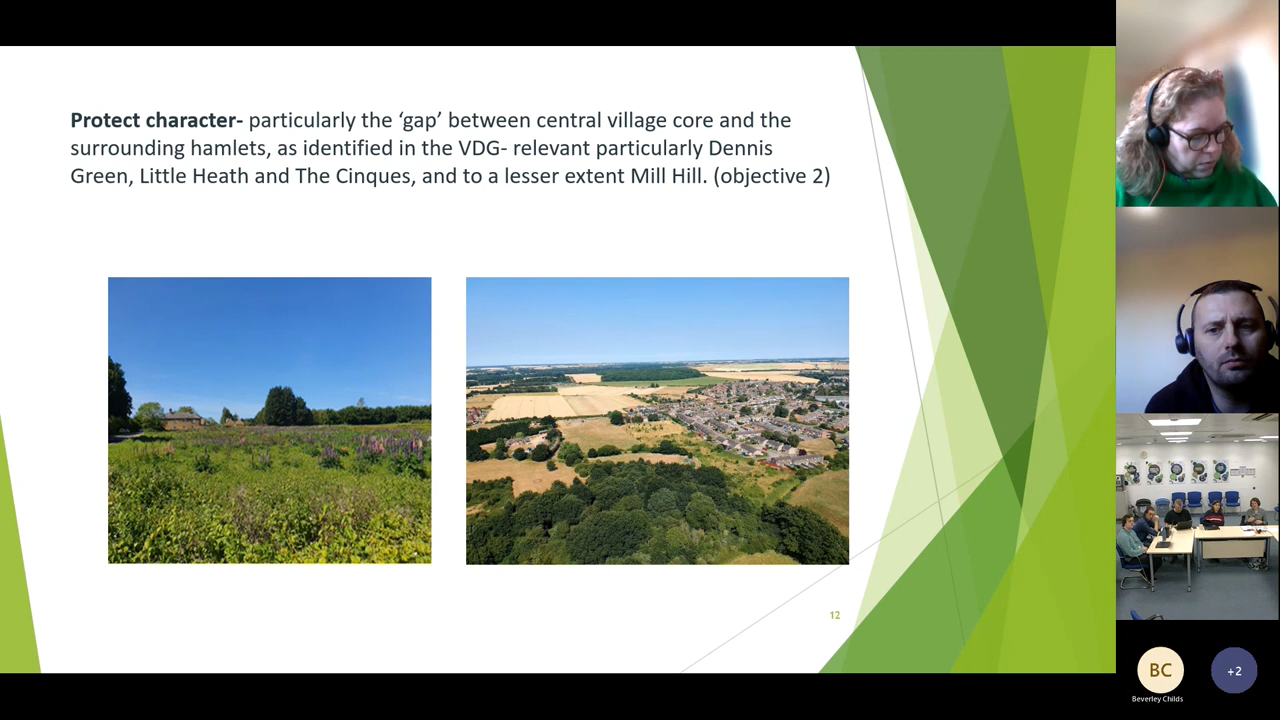 Protect character- particularly the ‘gap’ between central village core and the
surrounding hamlets, as identified in the VDG- relevant particularly Dennis
Green, Little Heath and The Cinques, and to a lesser extent Mill Hill. (objective 2)
12
BC
+2
Beverley Childs